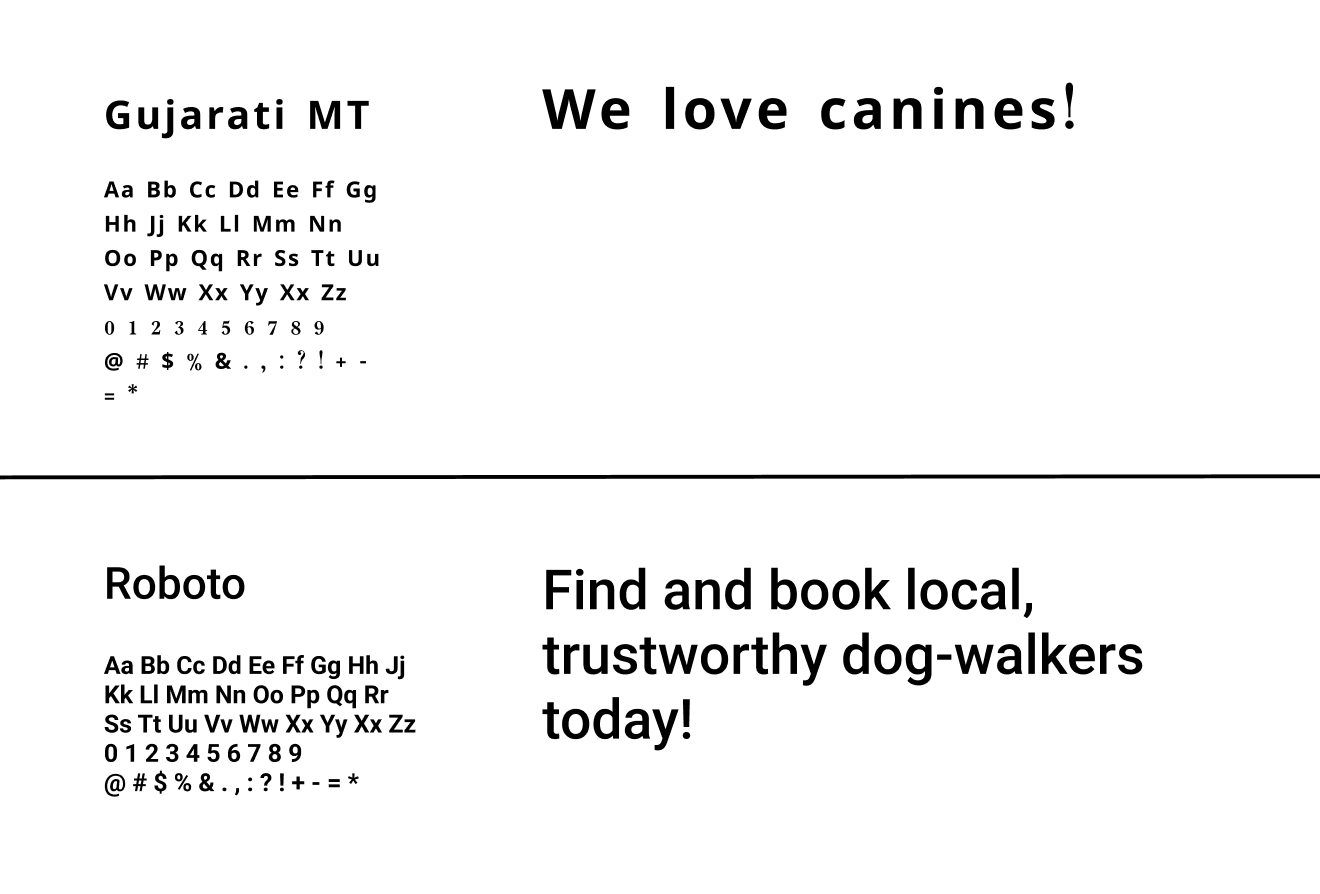 Gujarati MT
We love canines!
Aa Bb Cc Dd Ee Ff Gg
Hh Jj Kk Ll Mm Nn
Oo Pp Qq Rr Ss Tt Uu
Vv Ww Xx Yy Xx Zz
0 1 2 3 4 5 6 7 8 9
@ # $ % & . , : ? ! + -
= *
Roboto
Find and book local,
trustworthy dog-walkers
today!
Aa Bb Cc Dd Ee Ff Gg Hh Jj
Kk Ll Mm Nn Oo Pp Qq Rr
Ss Tt Uu Vv Ww Xx Yy Xx Zz
0 1 2 3 4 5 6 7 8 9
@ # $ % & . , : ? ! + - = *